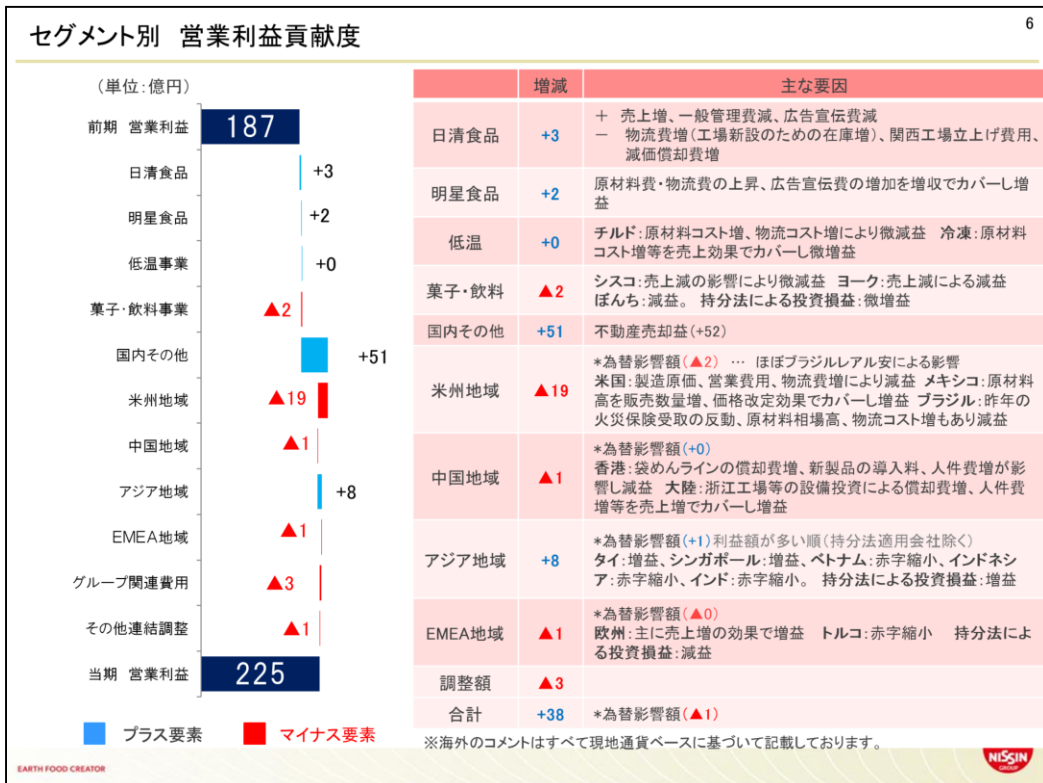 セグメント別　営業利益貢献度
6
（単位：億円）
前期　営業利益
187
日清食品
+3
明星食品
+2
低温事業
+0
菓子・飲料事業
▲2
国内その他
+51
米州地域
▲19
中国地域
▲1
アジア地域
+8
EMEA地域
▲1
グループ関連費用
▲3
その他連結調整
▲1
当期　営業利益
225
プラス要素
マイナス要素
増減
主な要因
日清食品
+3
＋　売上増、一般管理費減、広告宣伝費減
－　物流費増（工場新設のための在庫増）、関西工場立上げ費用、
減価償却費増
明星食品
+2
原材料費・物流費の上昇、広告宣伝費の増加を増収でカバーし増
益
低温
+0
チルド：原材料コスト増、物流コスト増により微減益　冷凍：原材料
コスト増等を売上効果でカバーし微増益
菓子・飲料
▲2
シスコ：売上減の影響により微減益　ヨーク：売上減による減益
ぼんち：減益。　持分法による投資損益：微増益
国内その他
+51
不動産売却益（+52）
米州地域
▲19
*為替影響額（▲2）　…　ほぼブラジルレアル安による影響
米国：製造原価、営業費用、物流費増により減益　メキシコ：原材料
高を販売数量増、価格改定効果でカバーし増益　ブラジル：昨年の
火災保険受取の反動、原材料相場高、物流コスト増もあり減益
中国地域
▲1
*為替影響額（+0）
香港：袋めんラインの償却費増、新製品の導入料、人件費増が影
響し減益　大陸：浙江工場等の設備投資による償却費増、人件費
増等を売上増でカバーし増益
アジア地域
+8
*為替影響額（+1）利益額が多い順（持分法適用会社除く）
タイ：増益、シンガポール：増益、ベトナム：赤字縮小、インドネシ
ア：赤字縮小、インド：赤字縮小。　持分法による投資損益：増益
EMEA地域
▲1
*為替影響額（▲0）
欧州：主に売上増の効果で増益　トルコ：赤字縮小　持分法によ
る投資損益：減益
調整額
▲3
合計
+38
*為替影響額（▲1）
※海外のコメントはすべて現地通貨ベースに基づいて記載しております。
EARTH FOOD CREATOR
NISSIN
GROUP